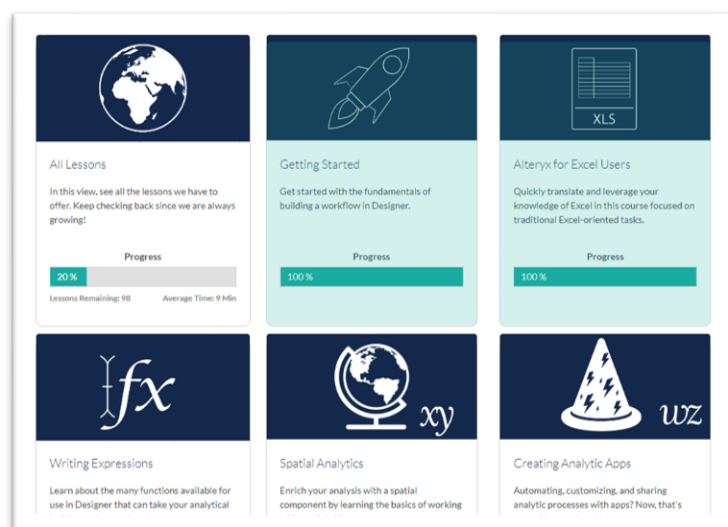 XLS
All Lessons
In this view, see all the lessons we have to
offer. Keep checking back since we are always
growing!
Progress
20 %
Lessons Remaining: 98
Average Time: 9 Min
Getting Started
Get started with the fundamentals of
building a workflow in Designer.
Progress
100 %
Alteryx for Excel Users
Quickly translate and leverage your
knowledge of Excel in this course focused on
traditional Excel-oriented tasks.
Progress
100 %
fx
Writing Expressions
Learn about the many functions available for
use in Designer that can take your analytical
xy
Spatial Analytics
Enrich your analysis with a spatial
component by learning the basics of working
wz
Creating Analytic Apps
Automating, customizing, and sharing
analytic processes with apps? Now, that's